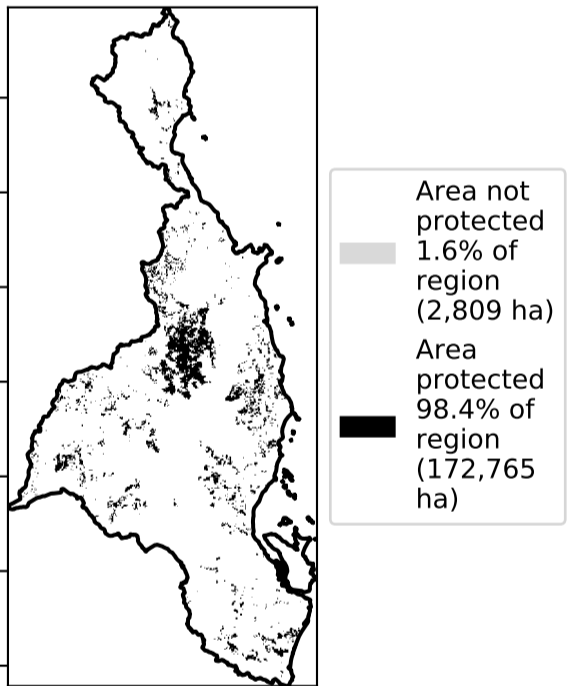 Area not
protected
1.6% of
region
(2,809 ha)
Area
protected
98.4% of
region
(172,765
ha)